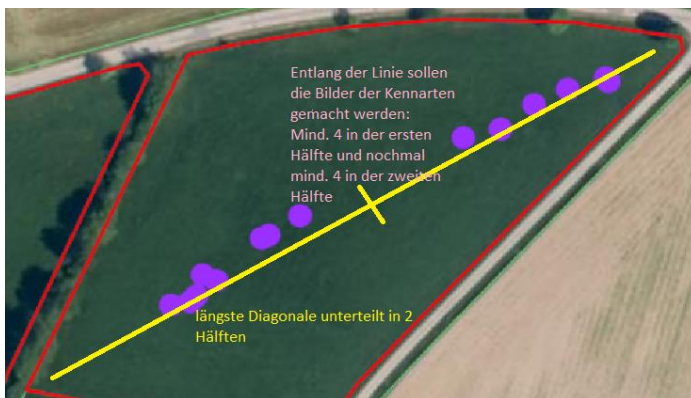 Entlang der Linie sollen
die Bilder der Kennarten
gemacht werden:
Mind. 4 in der ersten
Hälfte und nochmal
mind. 4 in der zweiten
Hälfte
längste Diagonale unterteilt in 2
Hälften